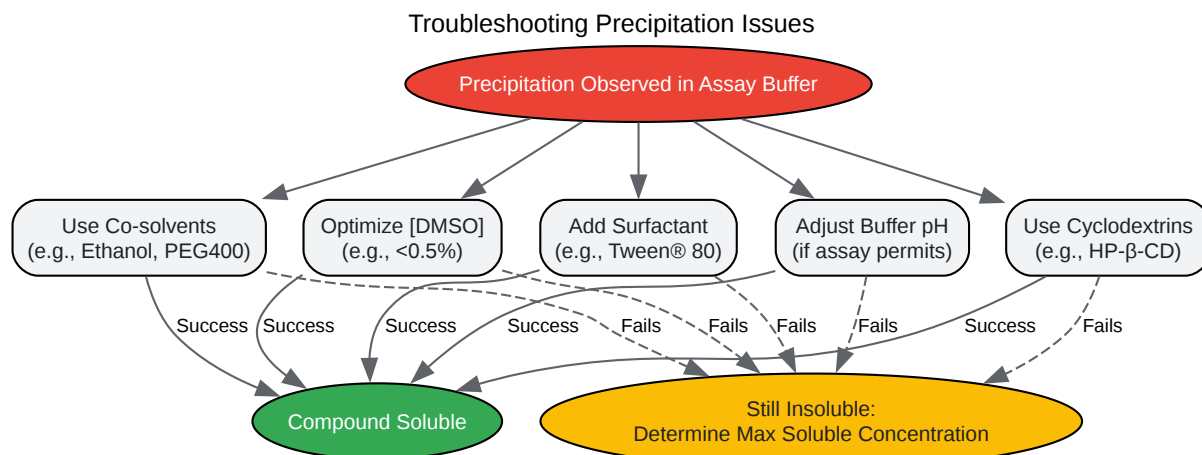 Troubleshooting Precipitation Issues
Precipitation Observed in Assay Buffer
Use Co-solvents
(e.g., Ethanol, PEG400)
Optimize [DMSO]
(e.g., <0.5%)
Add Surfactant
(e.g., Tween® 80)
Adjust Buffer pH
(if assay permits)
Use Cyclodextrins
(e.g., HP-β-CD)
Success
Success
Success
Success
Fails
Fails
Fails
Fails
Success
Fails
Compound Soluble
Still Insoluble:
Determine Max Soluble Concentration